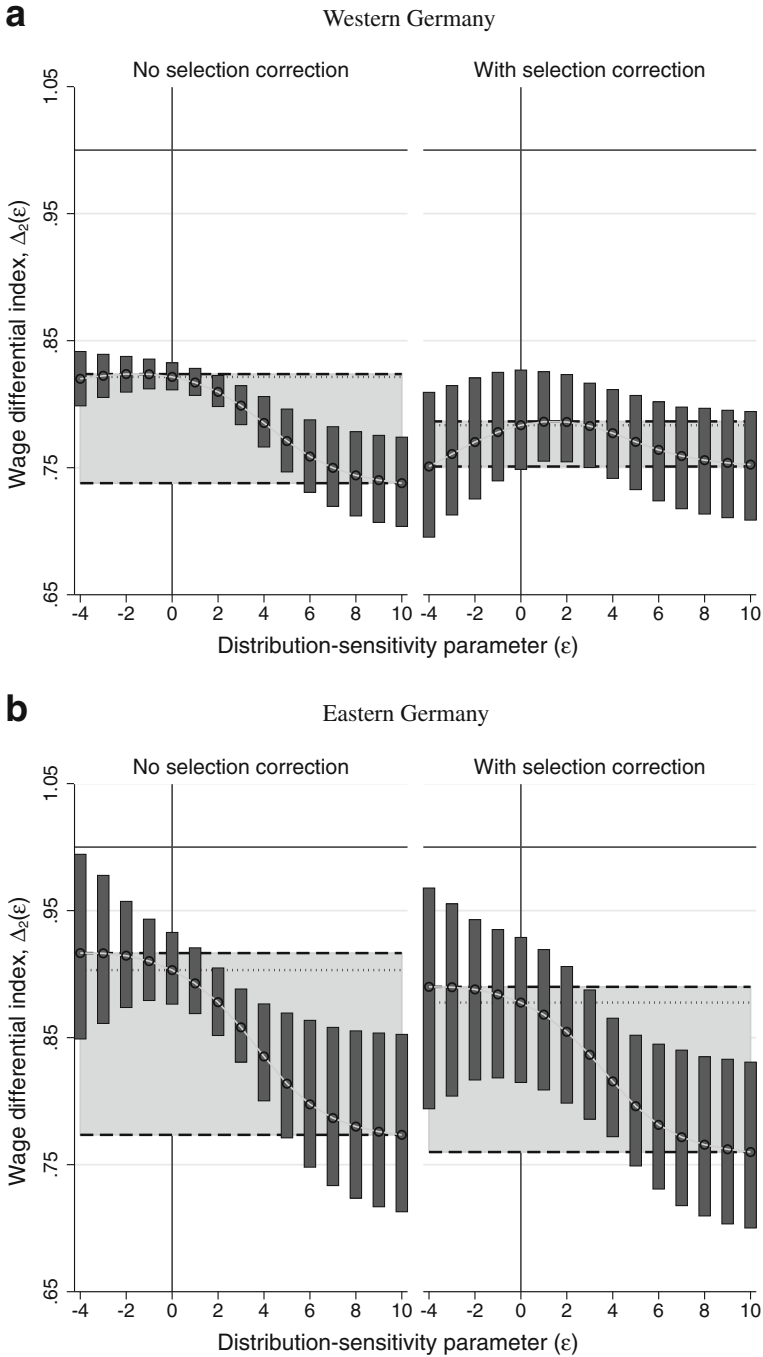 a
Western Germany
No selection correction
With selection correction
Wage differential index, Δ₂(ε)
1.05
.95
.85
.75
.65
-4 -2 0 2 4 6 8 10
-4 -2 0 2 4 6 8 10
Distribution-sensitivity parameter (ε)
b
Eastern Germany
No selection correction
With selection correction
Wage differential index, Δ₂(ε)
1.05
.95
.85
.75
.65
-4 -2 0 2 4 6 8 10
-4 -2 0 2 4 6 8 10
Distribution-sensitivity parameter (ε)